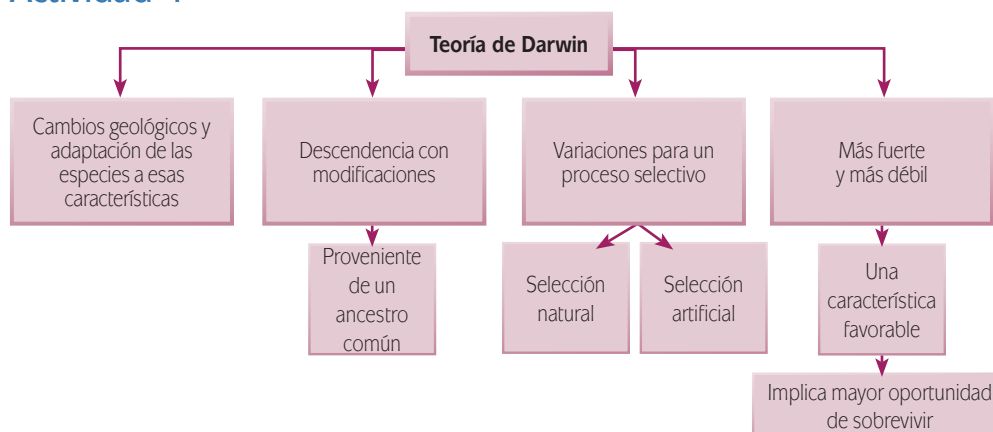 Teoría de Darwin
Cambios geológicos y
adaptación de las
especies a esas
características
Descendencia con
modificaciones
Variaciones para un
proceso selectivo
Más fuerte
y más débil
Proveniente
de un
ancestro
común
Selección
natural
Selección
artificial
Una
característica
favorable
Implica mayor oportunidad
de sobrevivir